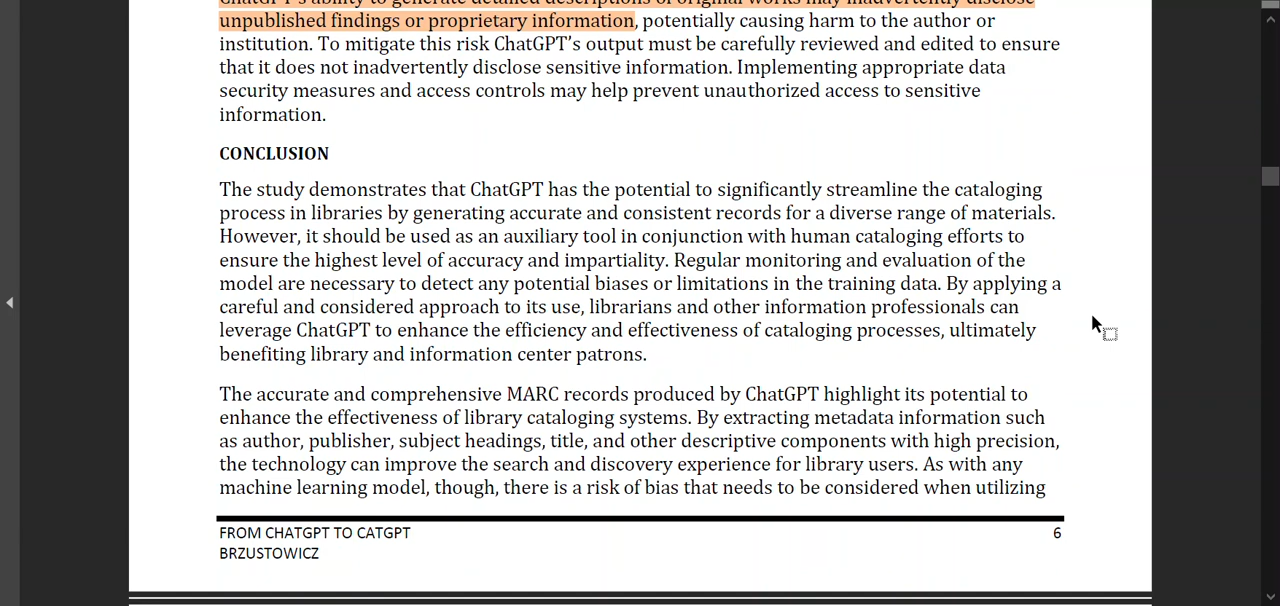 ChatGPT's ability to generate detailed descriptions of original works may inadvertently disclose
unpublished findings or proprietary information, potentially causing harm to the author or
institution. To mitigate this risk ChatGPT's output must be carefully reviewed and edited to ensure
that it does not inadvertently disclose sensitive information. Implementing appropriate data
security measures and access controls may help prevent unauthorized access to sensitive
information.
CONCLUSION
The study demonstrates that ChatGPT has the potential to significantly streamline the cataloging
process in libraries by generating accurate and consistent records for a diverse range of materials.
However, it should be used as an auxiliary tool in conjunction with human cataloging efforts to
ensure the highest level of accuracy and impartiality. Regular monitoring and evaluation of the
model are necessary to detect any potential biases or limitations in the training data. By applying a
careful and considered approach to its use, librarians and other information professionals can
leverage ChatGPT to enhance the efficiency and effectiveness of cataloging processes, ultimately
benefiting library and information center patrons.
The accurate and comprehensive MARC records produced by ChatGPT highlight its potential to
enhance the effectiveness of library cataloging systems. By extracting metadata information such
as author, publisher, subject headings, title, and other descriptive components with high precision,
the technology can improve the search and discovery experience for library users. As with any
machine learning model, though, there is a risk of bias that needs to be considered when utilizing
FROM CHATGPT TO CATGPT 6
BRZUSTOWICZ